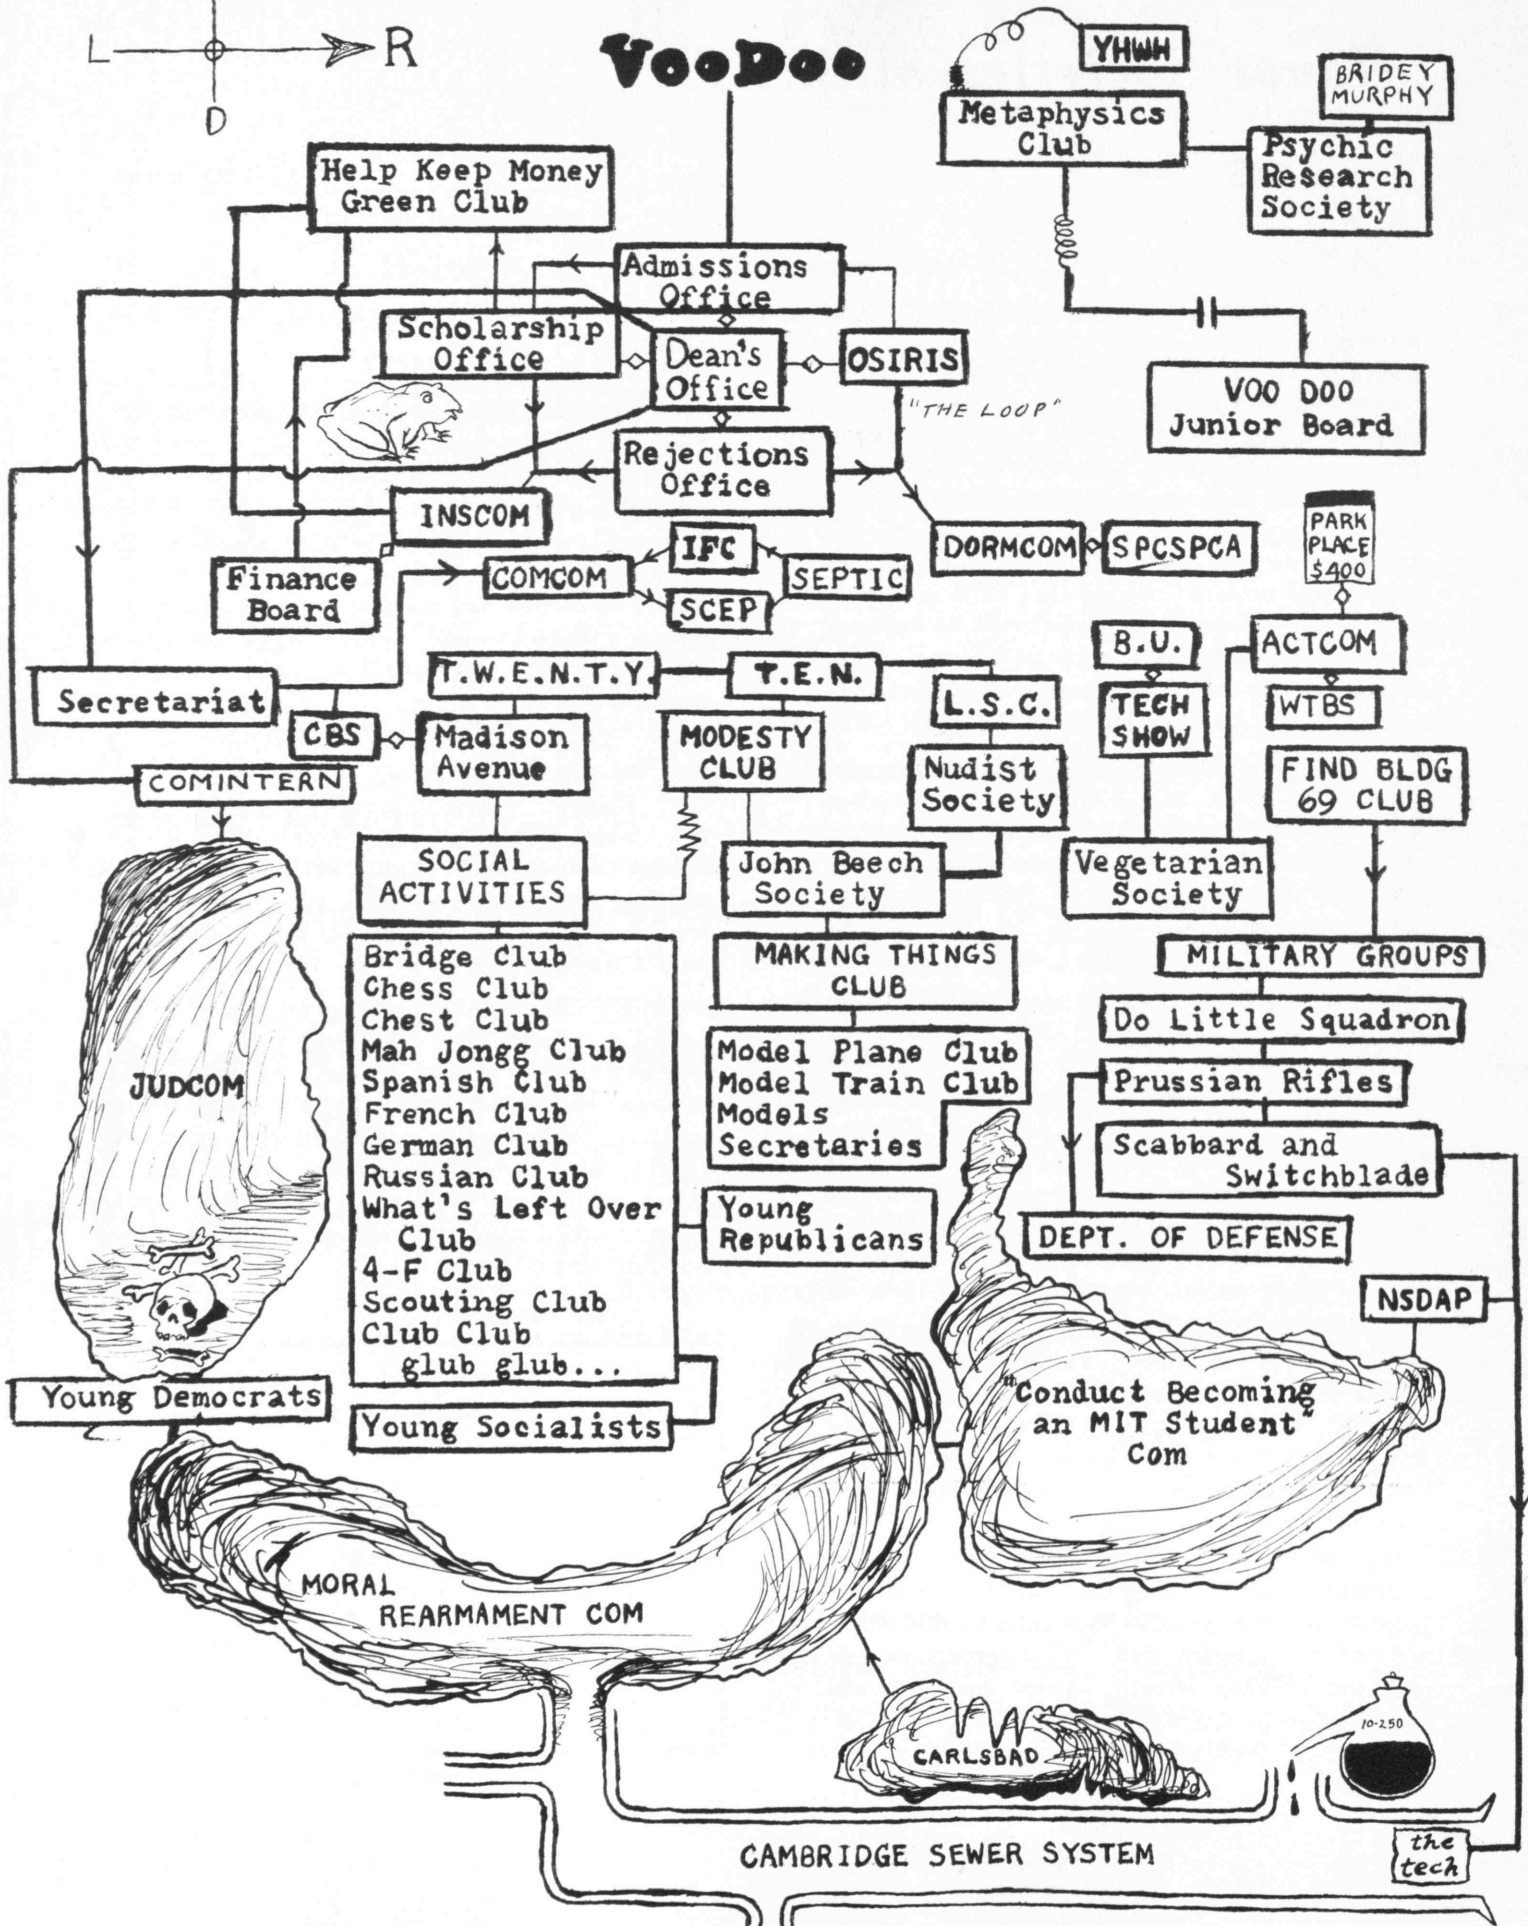 L
R
D
VooDoo
YHWH
BRIDEY
MURPHY
Metaphysics
Club
Psychic
Research
Society
Help Keep Money
Green Club
Admissions
Office
Scholarship
Office
Dean's
Office
OSIRIS
"THE LOOP"
VOO DOO
Junior Board
Rejections
Office
INSCOM
IFC
DORMCOM
SPCSPCA
PARK
PLACE
$400
Finance
Board
COMCOM
SEPTIC
SCEP
B.U.
ACTCOM
T.W.E.N.T.Y.
T.E.N.
Secretariat
L.S.C.
TECH
SHOW
WTBS
CBS
Madison
Avenue
MODESTY
CLUB
Nudist
Society
FIND BLDG
69 CLUB
COMINTERN
SOCIAL
ACTIVITIES
John Beech
Society
Vegetarian
Society
Bridge Club
Chess Club
Chest Club
Mah Jongg Club
Spanish Club
French Club
German Club
Russian Club
What's Left Over
Club
4-F Club
Scouting Club
Club Club
glub glub...
MAKING THINGS
CLUB
MILITARY GROUPS
Do Little Squadron
Model Plane Club
Model Train Club
Models
Secretaries
Prussian Rifles
JUDCOM
Scabbard and
Switchblade
Young
Republicans
DEPT. OF DEFENSE
NSDAP
Young Democrats
Young Socialists
"Conduct Becoming
an MIT Student"
Com
MORAL
REARMAMENT COM
10-250
CARLSBAD
CAMBRIDGE SEWER SYSTEM
the
tech